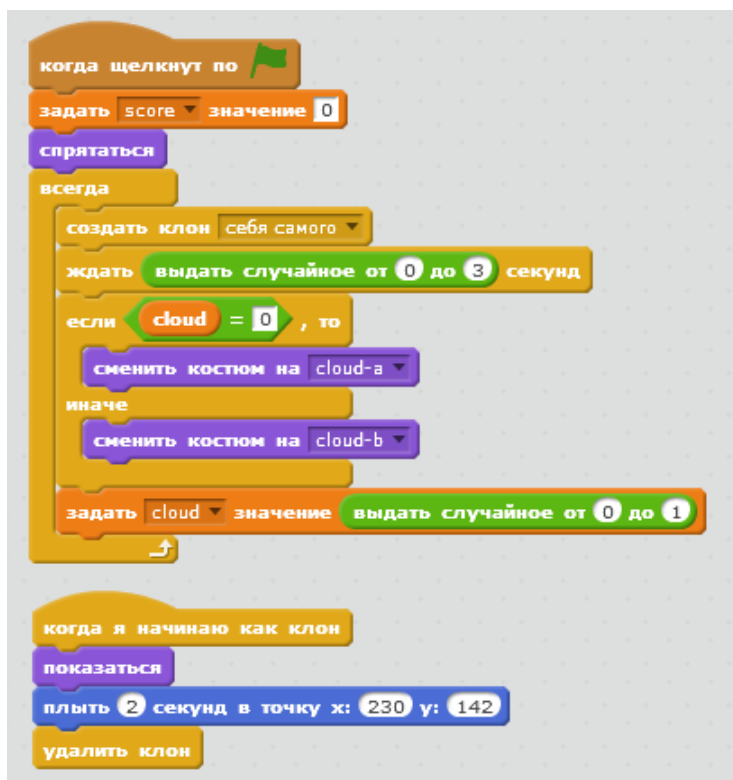 когда щелкнут по
задать score значение 0
спрятаться
всегда
создать клон себя самого
ждать выдать случайное от 0 до 3 секунд
если cloud = 0 , то
сменить костюм на cloud-a
иначе
сменить костюм на cloud-b
задать cloud значение выдать случайное от 0 до 1
когда я начинаю как клон
показаться
плыть 2 секунд в точку x: 230 y: 142
удалить клон